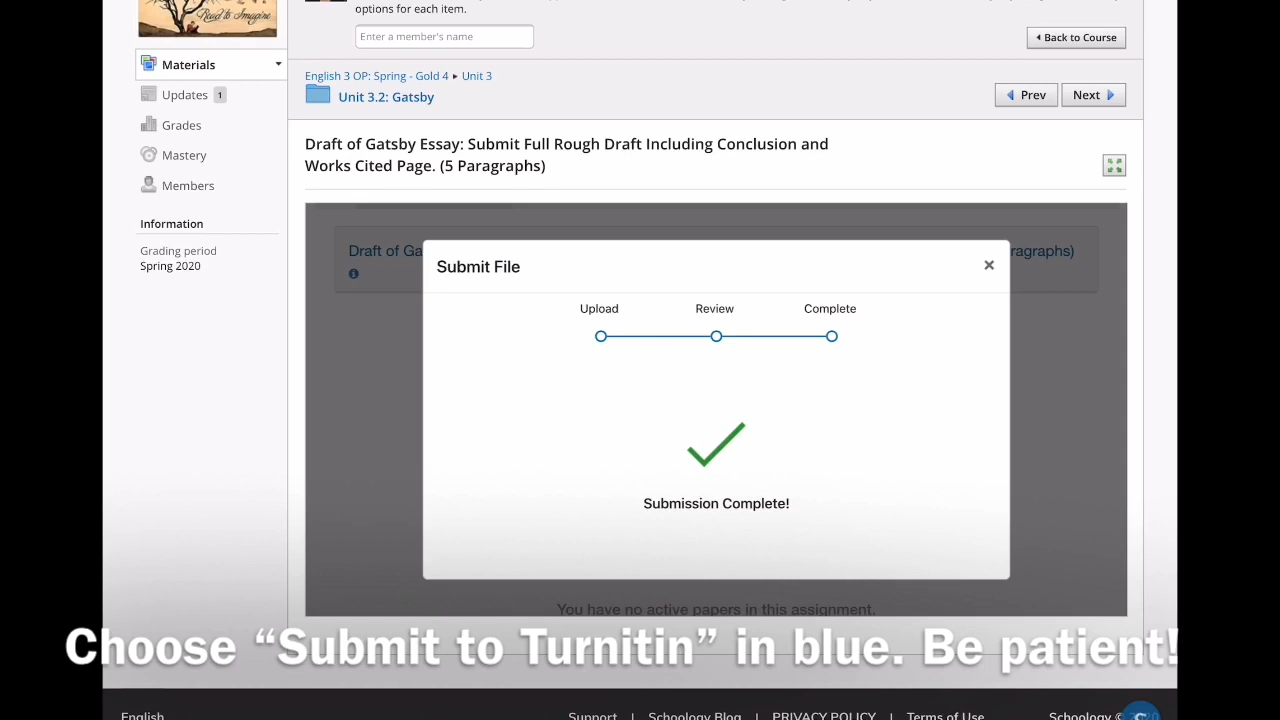 Read to Imagine
options for each item.
Enter a member's name
Back to Course
Materials
Updates 1
Grades
Mastery
Members
Information
Grading period
Spring 2020
English 3 OP: Spring - Gold 4 ▸ Unit 3
Unit 3.2: Gatsby
Prev
Next
Draft of Gatsby Essay: Submit Full Rough Draft Including Conclusion and
Works Cited Page. (5 Paragraphs)
Draft of Ga
ragraphs)
Submit File
×
Upload
Review
Complete
Submission Complete!
You have no active papers in this assignment.
Choose “Submit to Turnitin” in blue. Be patient!
English
Support | Schoology Blog | PRIVACY POLICY | Terms of Use
Schoology © 2020